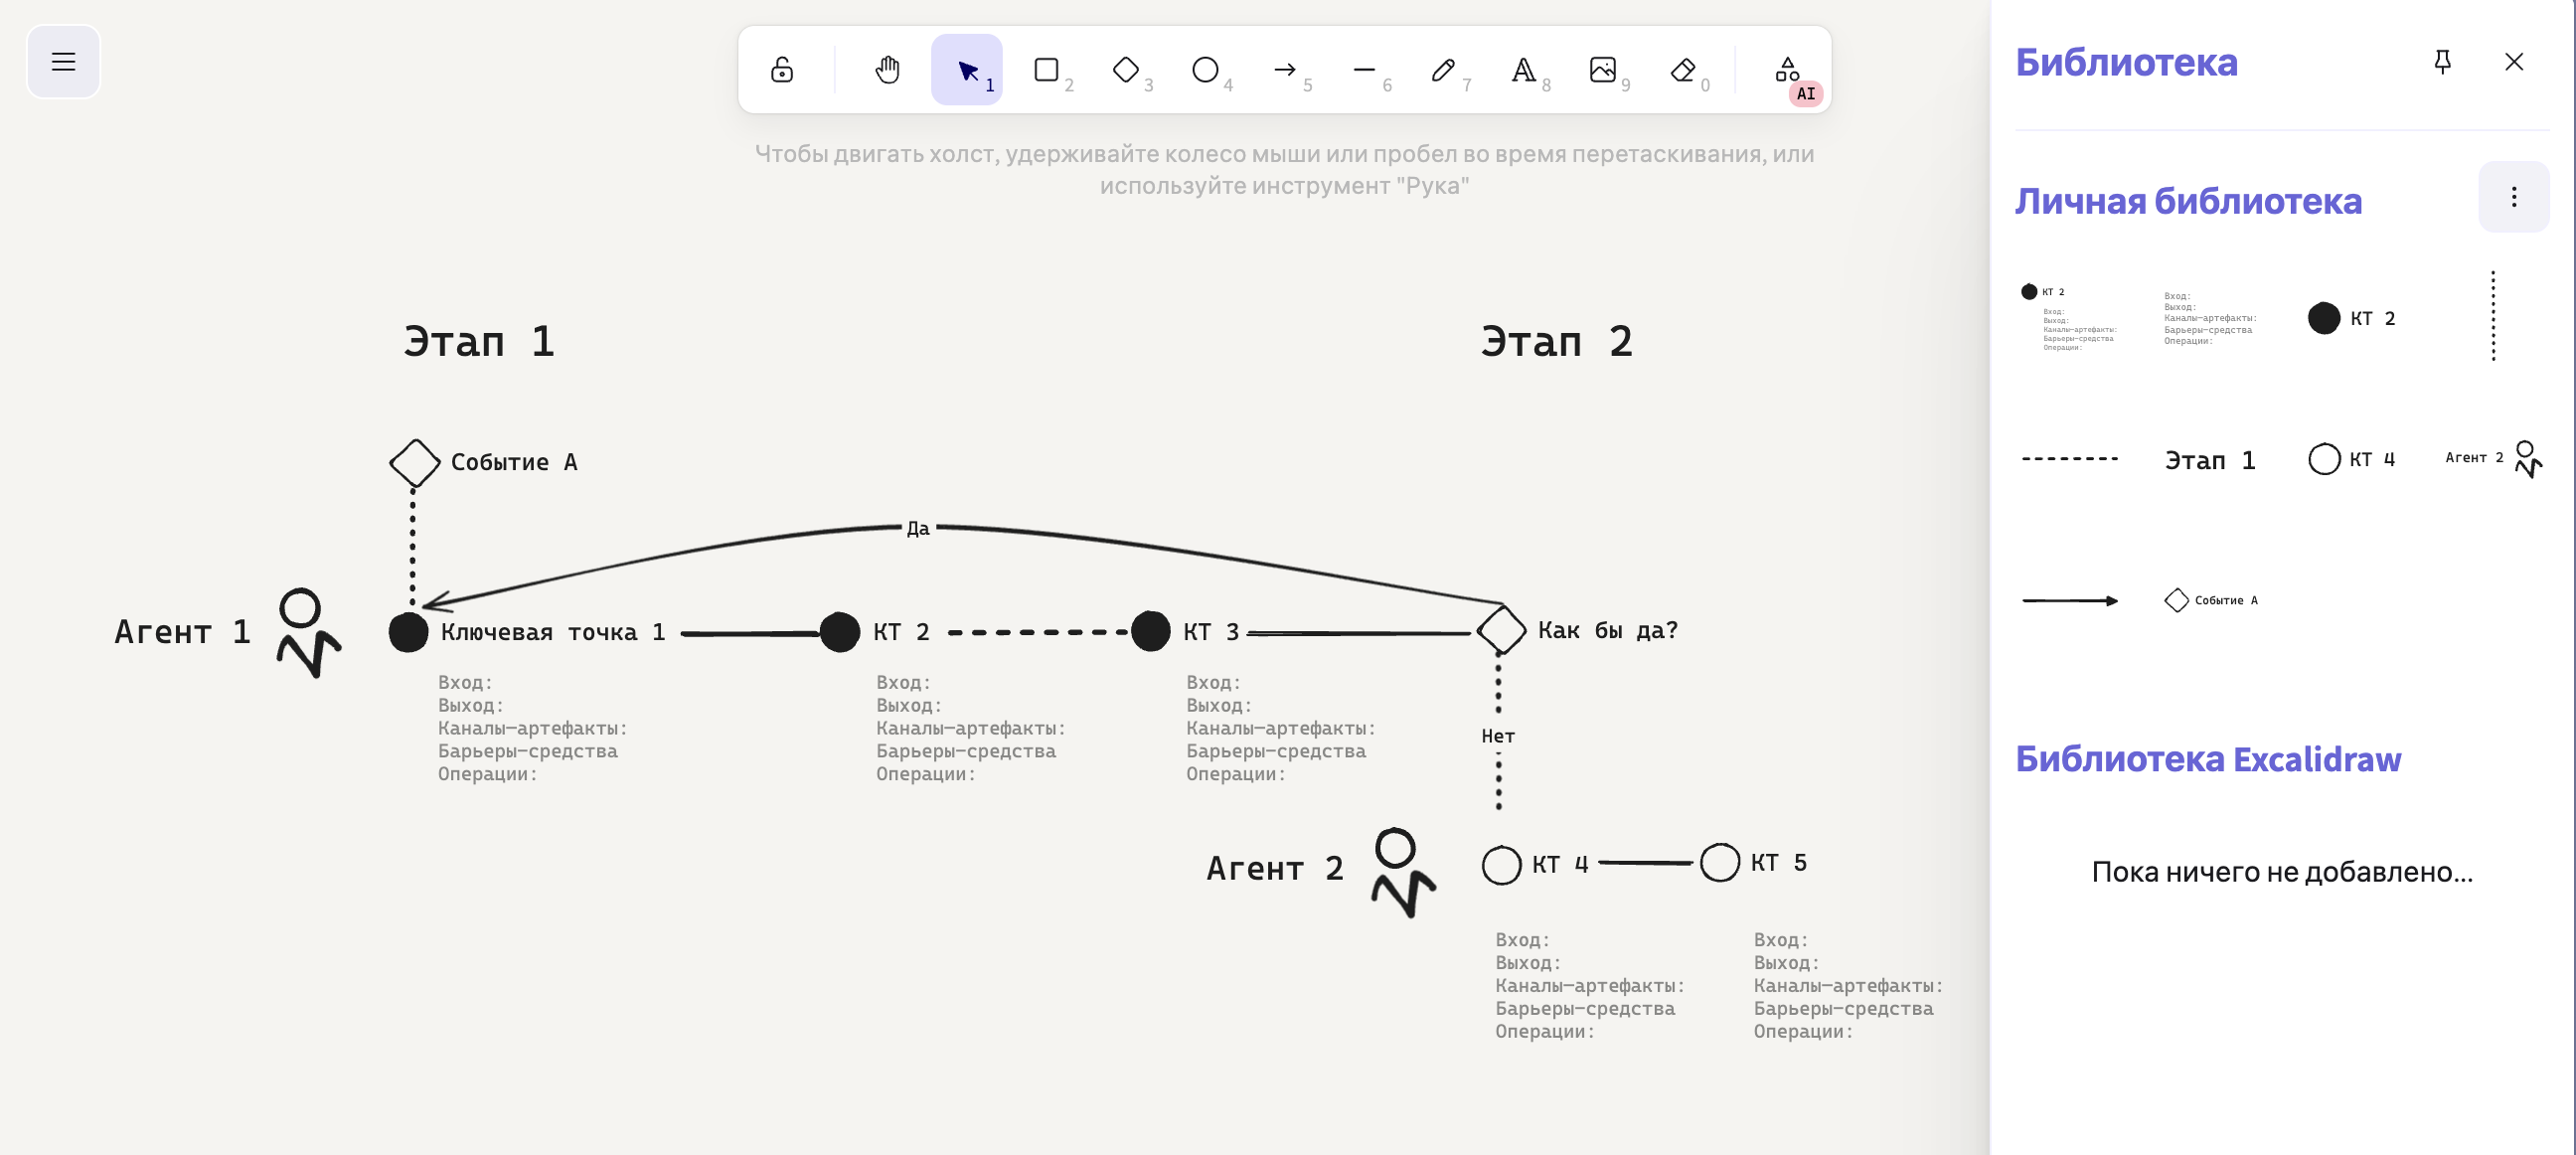 1
2
3
4
5
6
7
8
9
0
AI
Чтобы двигать холст, удерживайте колесо мыши или пробел во время перетаскивания, или
используйте инструмент "Рука"
Этап 1
Этап 2
Событие А
Да
Агент 1
Ключевая точка 1
КТ 2
КТ 3
Как бы да?
Вход:
Выход:
Каналы-артефакты:
Барьеры-средства
Операции:
Вход:
Выход:
Каналы-артефакты:
Барьеры-средства
Операции:
Вход:
Выход:
Каналы-артефакты:
Барьеры-средства
Операции:
Нет
Агент 2
КТ 4
КТ 5
Вход:
Выход:
Каналы-артефакты:
Барьеры-средства
Операции:
Вход:
Выход:
Каналы-артефакты:
Барьеры-средства
Операции:
Библиотека
Личная библиотека
КТ 2
Вход:
Выход:
Каналы-артефакты:
Барьеры-средства
Операции:
Вход:
Выход:
Каналы-артефакты:
Барьеры-средства
Операции:
КТ 2
Этап 1
КТ 4
Агент 2
Событие А
Библиотека Excalidraw
Пока ничего не добавлено...